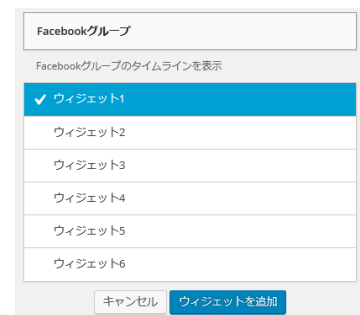 Facebookグループ
Facebookグループのタイムラインを表示
ウィジェット1
ウィジェット2
ウィジェット3
ウィジェット4
ウィジェット5
ウィジェット6
キャンセル ウィジェットを追加